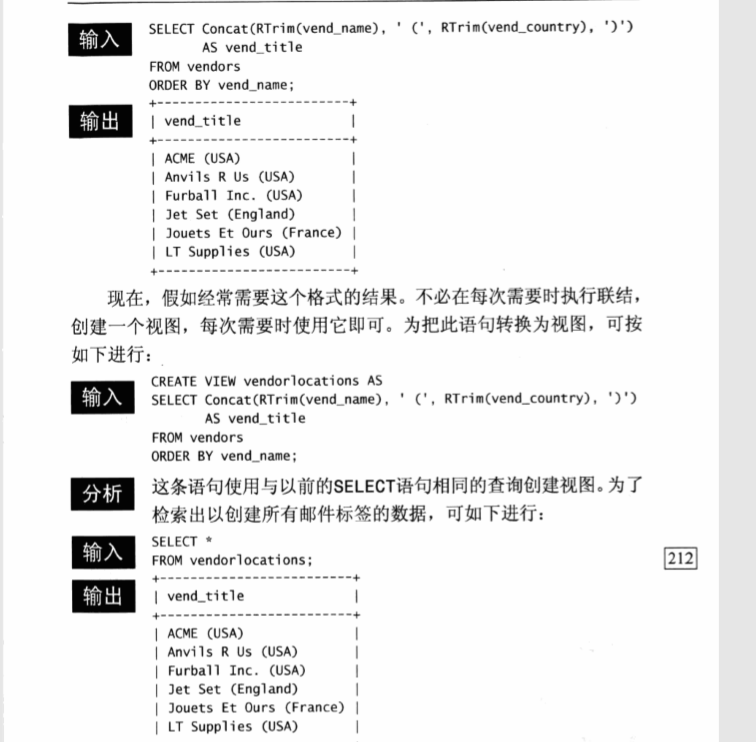 输入
SELECT Concat(RTrim(vend_name), ' (', RTrim(vend_country), ')')
AS vend_title
FROM vendors
ORDER BY vend_name;
输出
+-------------------------+
| vend_title |
+-------------------------+
| ACME (USA) |
| Anvils R Us (USA) |
| Furball Inc. (USA) |
| Jet Set (England) |
| Jouets Et Ours (France) |
| LT Supplies (USA) |
+-------------------------+
现在，假如经常需要这个格式的结果。不必在每次需要时执行联结，
创建一个视图，每次需要时使用它即可。为把此语句转换为视图，可按
如下进行：
输入
CREATE VIEW vendorlocations AS
SELECT Concat(RTrim(vend_name), ' (', RTrim(vend_country), ')')
AS vend_title
FROM vendors
ORDER BY vend_name;
分析
这条语句使用与以前的SELECT语句相同的查询创建视图。为了
检索出以创建所有邮件标签的数据，可如下进行：
输入
SELECT *
FROM vendorlocations;
212
输出
+-------------------------+
| vend_title |
+-------------------------+
| ACME (USA) |
| Anvils R Us (USA) |
| Furball Inc. (USA) |
| Jet Set (England) |
| Jouets Et Ours (France) |
| LT Supplies (USA) |